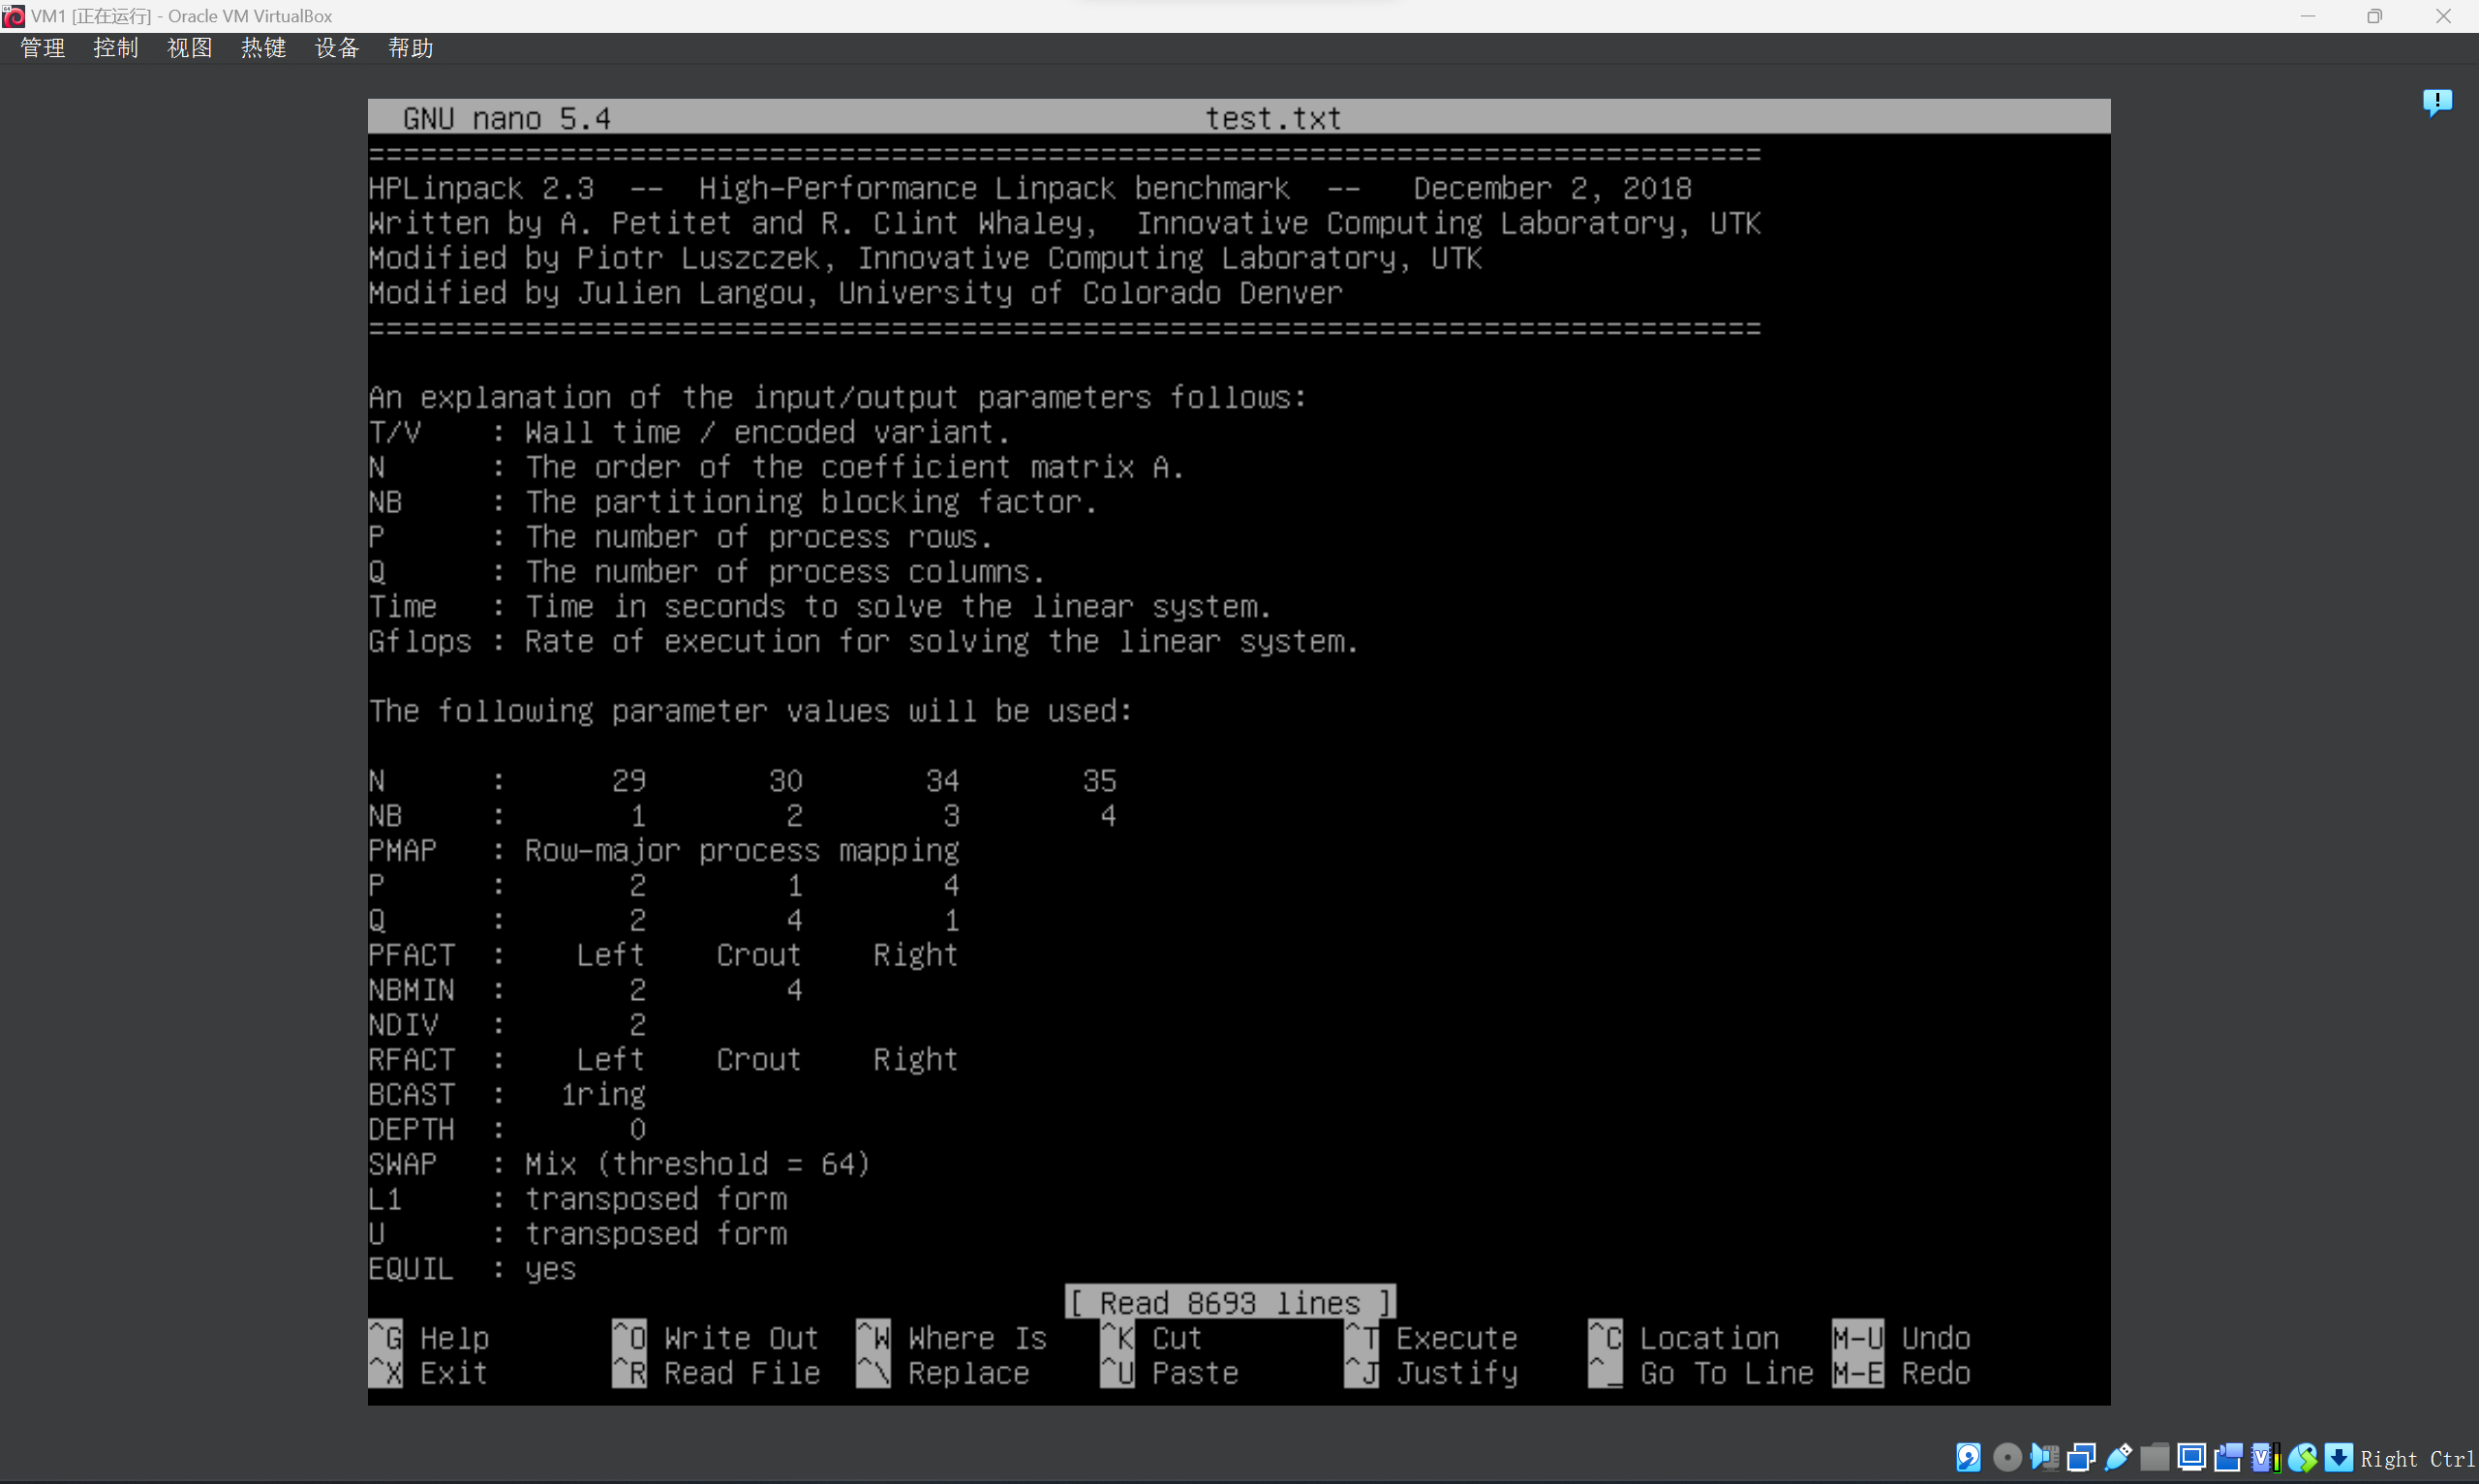 VM1 [正在运行] - Oracle VM VirtualBox
管理 控制 视图 热键 设备 帮助
GNU nano 5.4 test.txt
================================================================================
HPLinpack 2.3  --  High-Performance Linpack benchmark  --   December 2, 2018
Written by A. Petitet and R. Clint Whaley,  Innovative Computing Laboratory, UTK
Modified by Piotr Luszczek, Innovative Computing Laboratory, UTK
Modified by Julien Langou, University of Colorado Denver
================================================================================
An explanation of the input/output parameters follows:
T/V    : Wall time / encoded variant.
N      : The order of the coefficient matrix A.
NB     : The partitioning blocking factor.
P      : The number of process rows.
Q      : The number of process columns.
Time   : Time in seconds to solve the linear system.
Gflops : Rate of execution for solving the linear system.
The following parameter values will be used:
N      :      29       30       34       35
NB     :       1        2        3        4
PMAP   : Row-major process mapping
P      :       2        1        4
Q      :       2        4        1
PFACT  :    Left    Crout    Right
NBMIN  :       2        4
NDIV   :       2
RFACT  :    Left    Crout    Right
BCAST  :   1ring
DEPTH  :       0
SWAP   : Mix (threshold = 64)
L1     : transposed form
U      : transposed form
EQUIL  : yes
[ Read 8693 lines ]
^G Help ^O Write Out ^W Where Is ^K Cut ^T Execute ^C Location M-U Undo
^X Exit ^R Read File ^\ Replace ^U Paste ^J Justify ^_ Go To Line M-E Redo
Right Ctrl